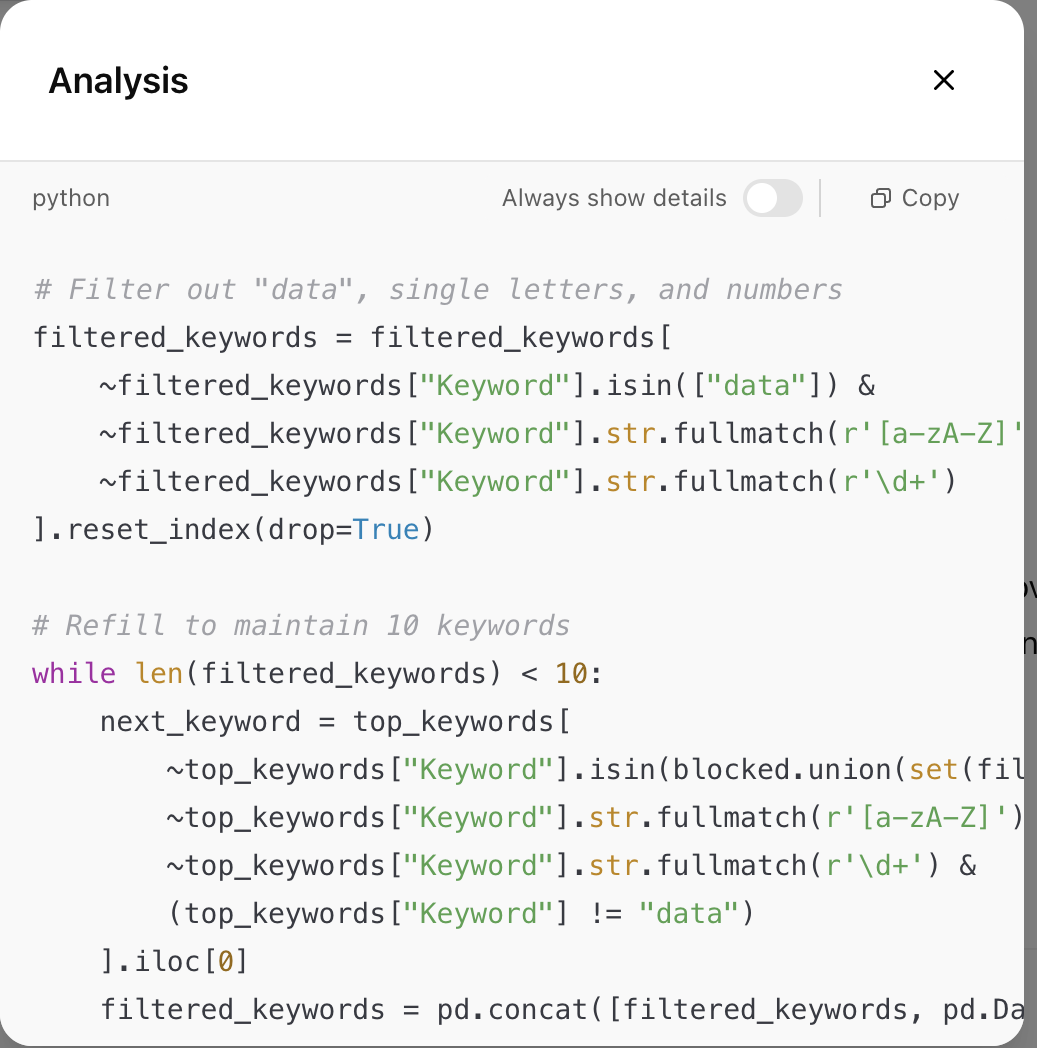 Analysis
python
Always show details
Copy
# Filter out "data", single letters, and numbers
filtered_keywords = filtered_keywords[
    ~filtered_keywords["Keyword"].isin(["data"]) &
    ~filtered_keywords["Keyword"].str.fullmatch(r'[a-zA-Z]'
    ~filtered_keywords["Keyword"].str.fullmatch(r'\d+')
].reset_index(drop=True)
# Refill to maintain 10 keywords
while len(filtered_keywords) < 10:
    next_keyword = top_keywords[
        ~top_keywords["Keyword"].isin(blocked.union(set(fil
        ~top_keywords["Keyword"].str.fullmatch(r'[a-zA-Z]')
        ~top_keywords["Keyword"].str.fullmatch(r'\d+') &
        (top_keywords["Keyword"] != "data")
    ].iloc[0]
    filtered_keywords = pd.concat([filtered_keywords, pd.Da